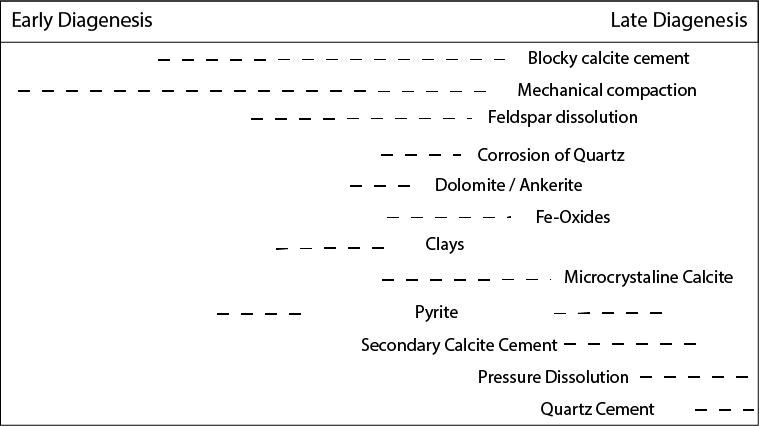 Early Diagenesis Late Diagenesis
Blocky calcite cement
Mechanical compaction
Feldspar dissolution
Corrosion of Quartz
Dolomite / Ankerite
Fe-Oxides
Clays
Microcrystaline Calcite
Pyrite
Secondary Calcite Cement
Pressure Dissolution
Quartz Cement